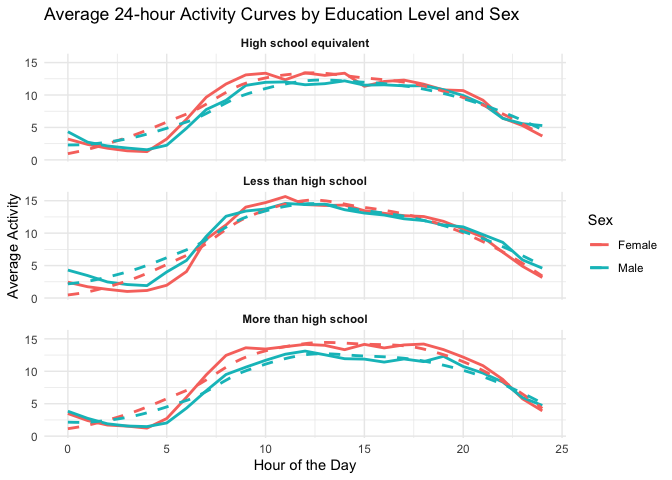 Average 24-hour Activity Curves by Education Level and Sex
High school equivalent
15
10
5
0
Less than high school
15
10
5
0
More than high school
15
10
5
0
0 5 10 15 20 25
Hour of the Day
Average Activity
Sex
Female
Male